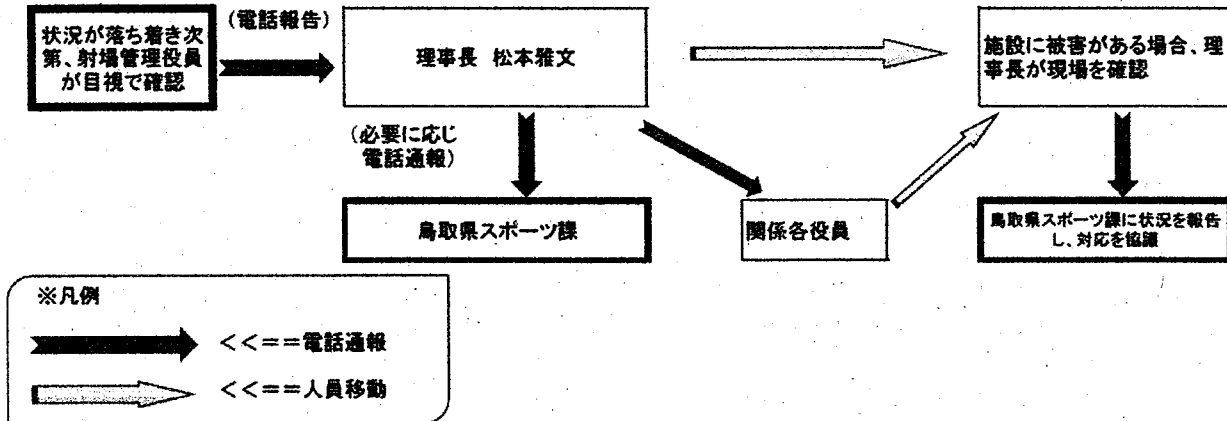 状況が落ち着き次
第、射場管理役員
が目視で確認
(電話報告)
理事長 松本雅文
施設に被害がある場合、理
事長が現場を確認
(必要に応じ
電話通報)
鳥取県スポーツ課
関係各役員
鳥取県スポーツ課に状況を報告
し、対応を協議
※凡例
<<==電話通報
<<==人員移動